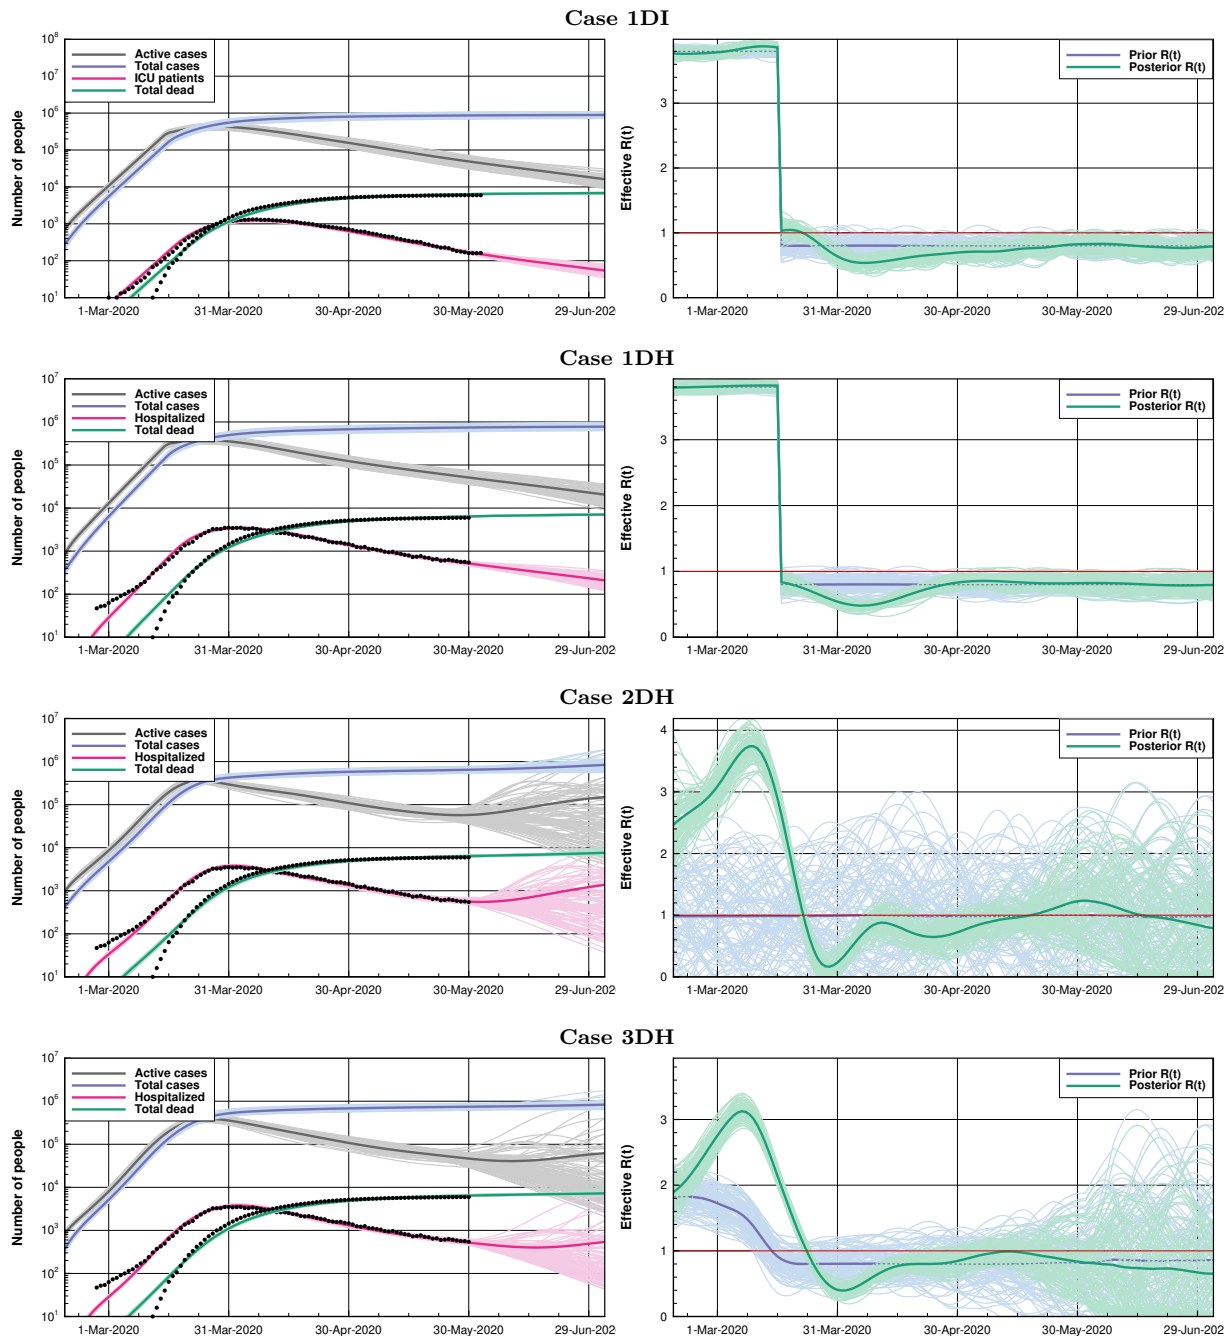 Case 1DI
Number of people
10^8
10^7
10^6
10^5
10^4
10^3
10^2
10^1
Active cases
Total cases
ICU patients
Total dead
1-Mar-2020 31-Mar-2020 30-Apr-2020 30-May-2020 29-Jun-202
Effective R(t)
3
2
1
0
Prior R(t)
Posterior R(t)
1-Mar-2020 31-Mar-2020 30-Apr-2020 30-May-2020 29-Jun-202
Case 1DH
Number of people
10^7
10^6
10^5
10^4
10^3
10^2
10^1
Active cases
Total cases
Hospitalized
Total dead
1-Mar-2020 31-Mar-2020 30-Apr-2020 30-May-2020 29-Jun-202
Effective R(t)
3
2
1
0
Prior R(t)
Posterior R(t)
1-Mar-2020 31-Mar-2020 30-Apr-2020 30-May-2020 29-Jun-202
Case 2DH
Number of people
10^7
10^6
10^5
10^4
10^3
10^2
10^1
Active cases
Total cases
Hospitalized
Total dead
1-Mar-2020 31-Mar-2020 30-Apr-2020 30-May-2020 29-Jun-202
Effective R(t)
4
3
2
1
0
Prior R(t)
Posterior R(t)
1-Mar-2020 31-Mar-2020 30-Apr-2020 30-May-2020 29-Jun-202
Case 3DH
Number of people
10^7
10^6
10^5
10^4
10^3
10^2
10^1
Active cases
Total cases
Hospitalized
Total dead
1-Mar-2020 31-Mar-2020 30-Apr-2020 30-May-2020 29-Jun-202
Effective R(t)
3
2
1
0
Prior R(t)
Posterior R(t)
1-Mar-2020 31-Mar-2020 30-Apr-2020 30-May-2020 29-Jun-202